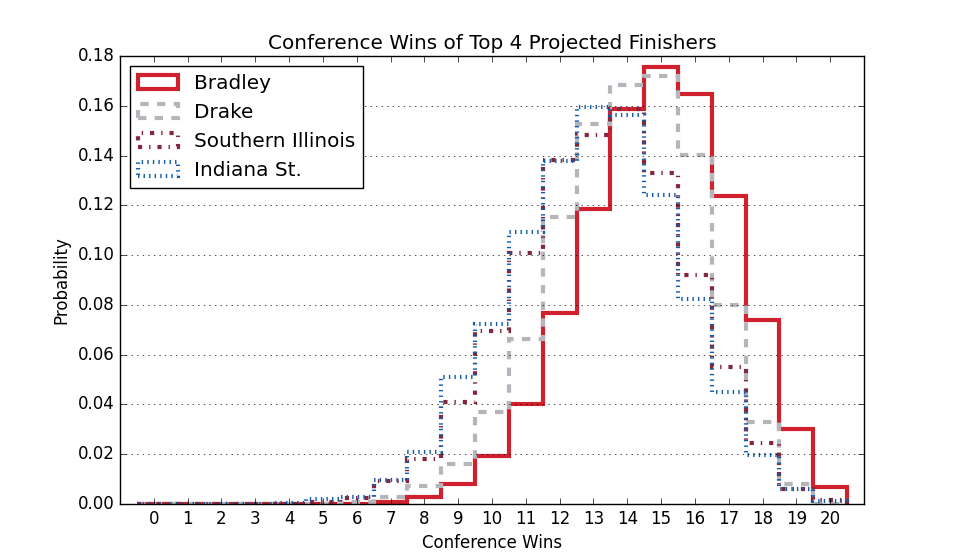 Conference Wins of Top 4 Projected Finishers
Bradley
Drake
Southern Illinois
Indiana St.
0.18
0.16
0.14
0.12
0.10
0.08
0.06
0.04
0.02
0.00
Probability
0 1 2 3 4 5 6 7 8 9 10 11 12 13 14 15 16 17 18 19 20
Conference Wins